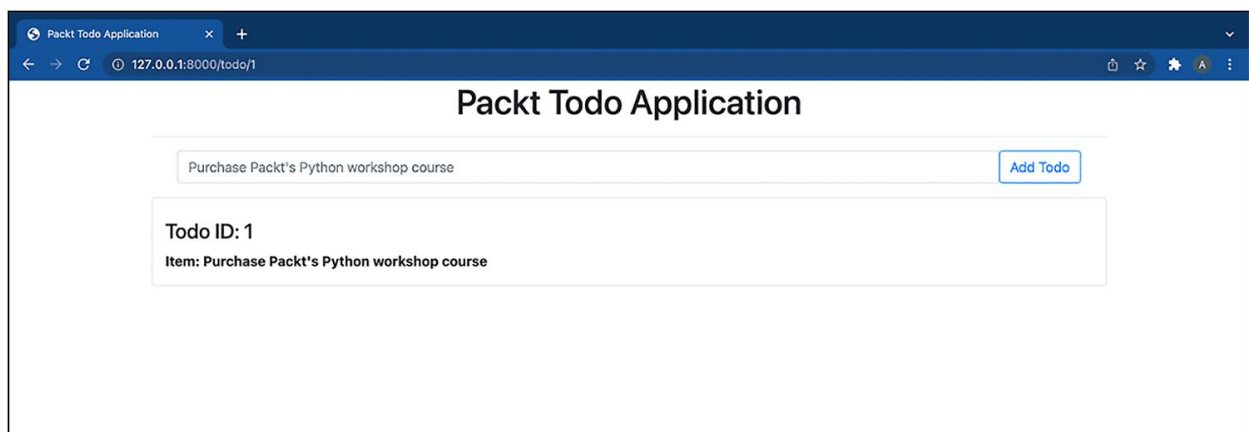 Packt Todo Application
127.0.0.1:8000/todo/1
A
Packt Todo Application
Purchase Packt's Python workshop course
Add Todo
Todo ID: 1
Item: Purchase Packt's Python workshop course